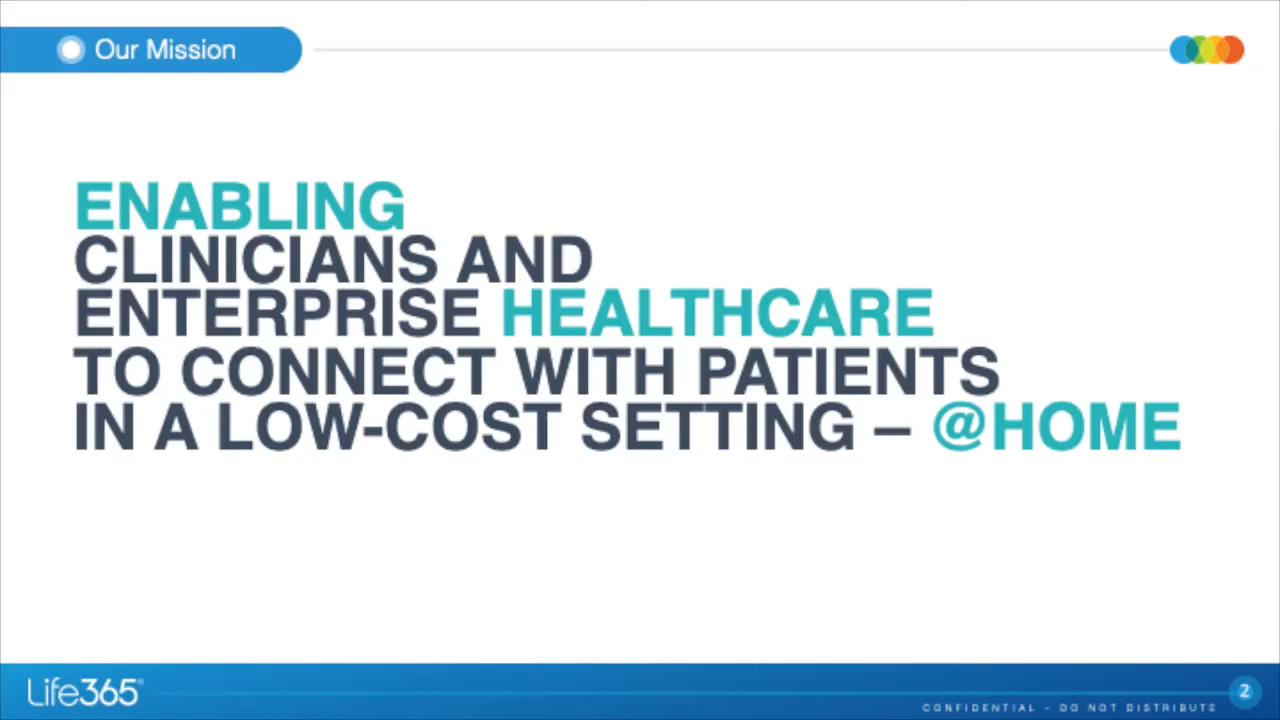 Our Mission
ENABLING
CLINICIANS AND
ENTERPRISE HEALTHCARE
TO CONNECT WITH PATIENTS
IN A LOW-COST SETTING – @HOME
Life365®
CONFIDENTIAL – DO NOT DISTRIBUTE
2